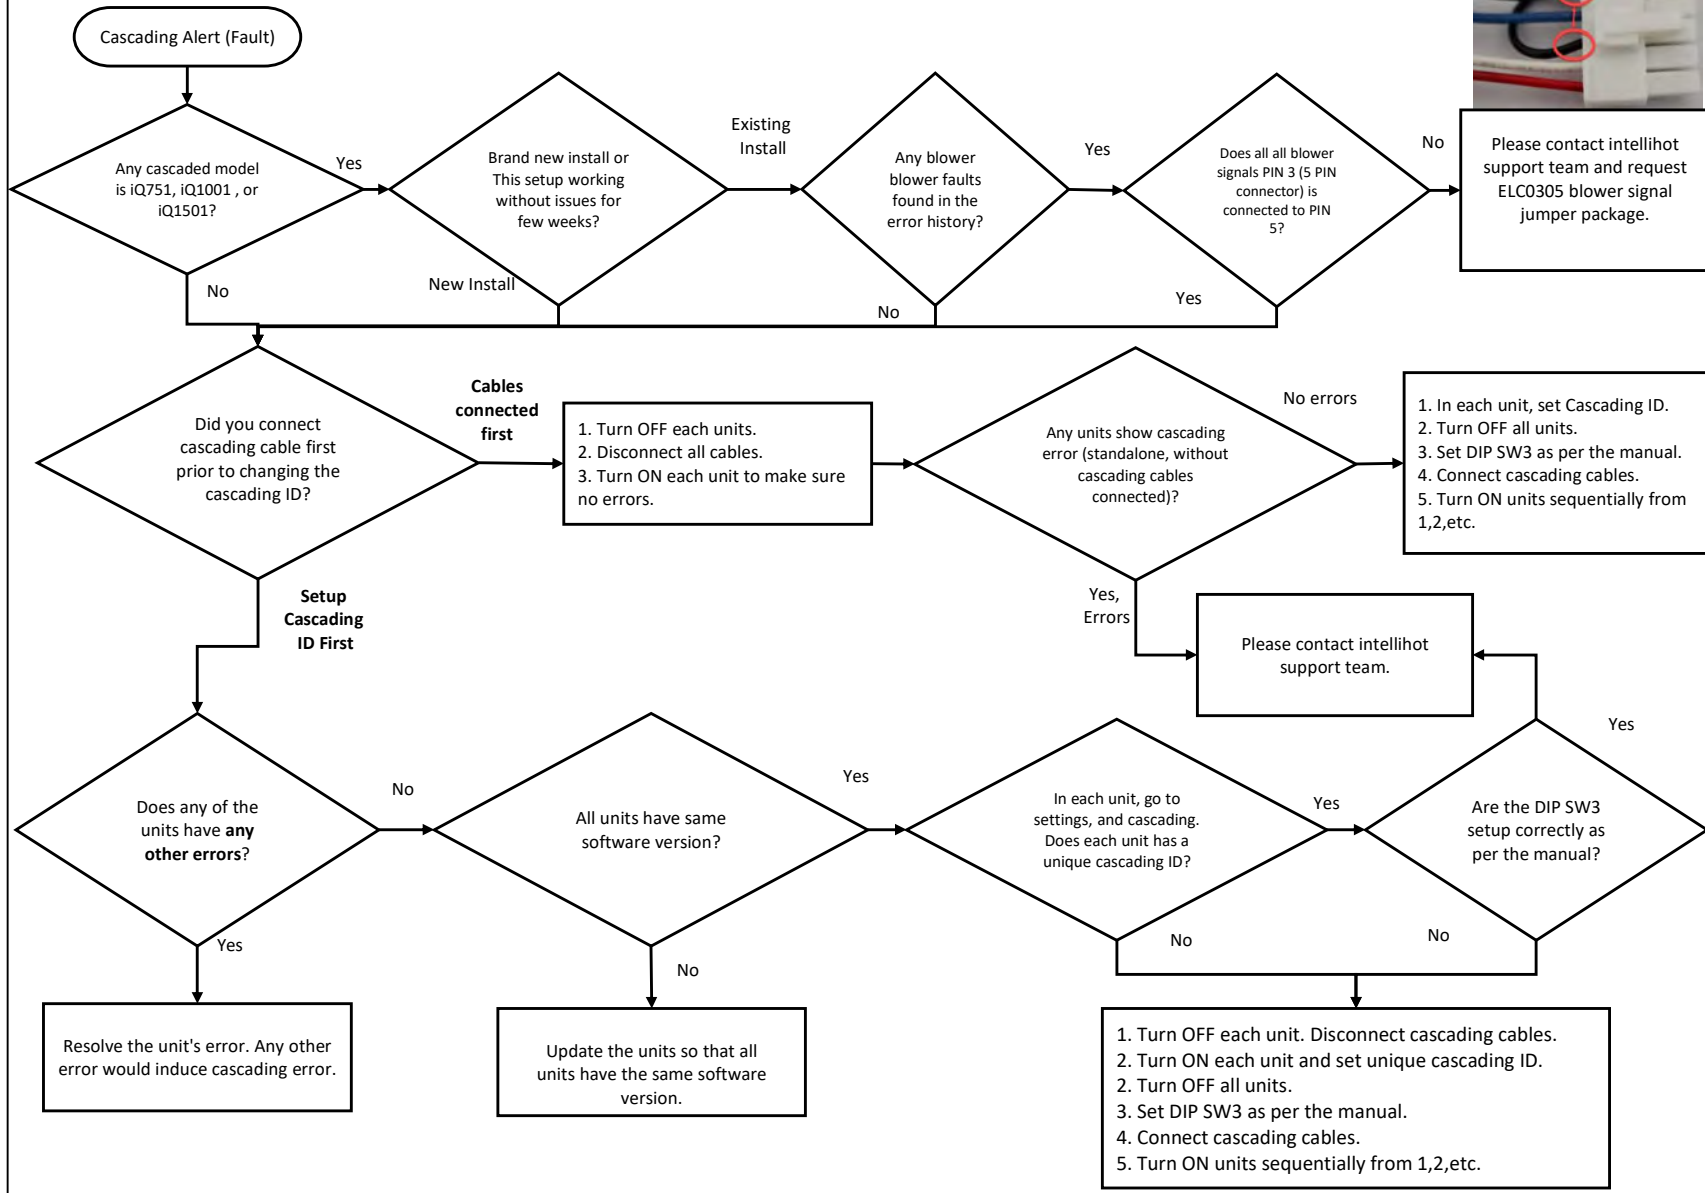 Cascading Alert (Fault)
Any cascaded model
is iQ751, iQ1001 , or
iQ1501?
Yes
No
Brand new install or
This setup working
without issues for
few weeks?
Existing
Install
New Install
Any blower
blower faults
found in the
error history?
Yes
No
Does all all blower
signals PIN 3 (5 PIN
connector) is
connected to PIN
5?
No
Yes
Please contact intellihot
support team and request
ELC0305 blower signal
jumper package.
Did you connect
cascading cable first
prior to changing the
cascading ID?
Cables
connected
first
Setup
Cascading
ID First
1. Turn OFF each units.
2. Disconnect all cables.
3. Turn ON each unit to make sure
no errors.
Any units show cascading
error (standalone, without
cascading cables
connected)?
No errors
Yes,
Errors
1. In each unit, set Cascading ID.
2. Turn OFF all units.
3. Set DIP SW3 as per the manual.
4. Connect cascading cables.
5. Turn ON units sequentially from
1,2,etc.
Please contact intellihot
support team.
Does any of the
units have any
other errors?
No
Yes
All units have same
software version?
Yes
No
In each unit, go to
settings, and cascading.
Does each unit has a
unique cascading ID?
Yes
No
Are the DIP SW3
setup correctly as
per the manual?
Yes
No
Resolve the unit's error. Any other
error would induce cascading error.
Update the units so that all
units have the same software
version.
1. Turn OFF each unit. Disconnect cascading cables.
2. Turn ON each unit and set unique cascading ID.
2. Turn OFF all units.
3. Set DIP SW3 as per the manual.
4. Connect cascading cables.
5. Turn ON units sequentially from 1,2,etc.